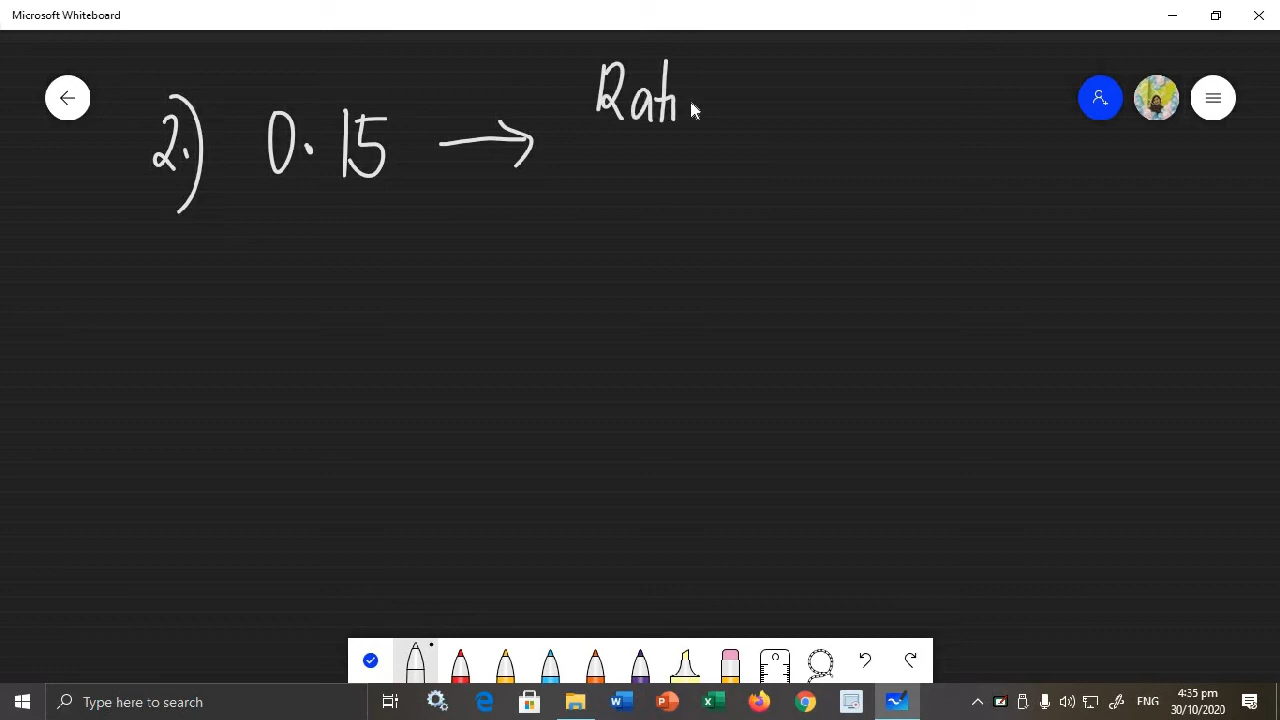 Microsoft Whiteboard
Rati
2.) 0.15 →
Type here to search
ENG
4:35 pm
30/10/2020